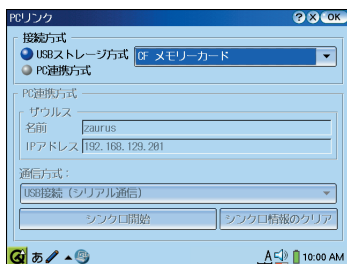 PCリンク ? X OK
接続方式
USBストレージ方式 CF メモリーカード
PC連携方式
PC連携方式
ザウルス
名前 zaurus
IPアドレス 192.168.129.201
通信方式:
USB接続(シリアル通信)
シンクロ開始 シンクロ情報のクリア
あ A 10:00 AM